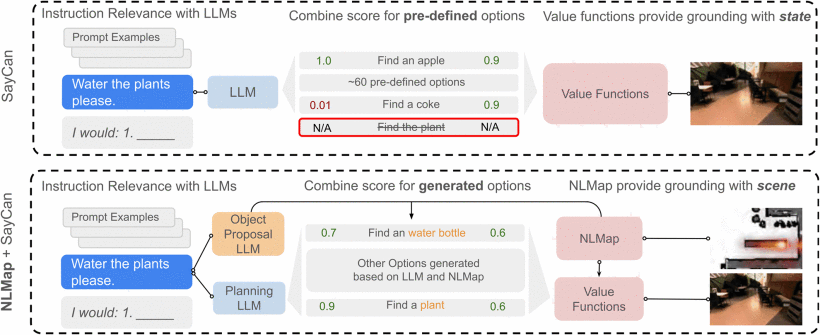 SayCan
Instruction Relevance with LLMs
Combine score for pre-defined options
Value functions provide grounding with state
Prompt Examples
Water the plants
please.
LLM
I would: 1. _____
1.0 Find an apple 0.9
~60 pre-defined options
0.01 Find a coke 0.9
N/A Find the plant N/A
Value Functions
NLMap + SayCan
Instruction Relevance with LLMs
Combine score for generated options
NLMap provide grounding with scene
Prompt Examples
Water the plants
please.
I would: 1. _____
Object
Proposal
LLM
Planning
LLM
0.7 Find an water bottle 0.6
Other Options generated
based on LLM and NLMap
0.9 Find a plant 0.6
NLMap
Value
Functions